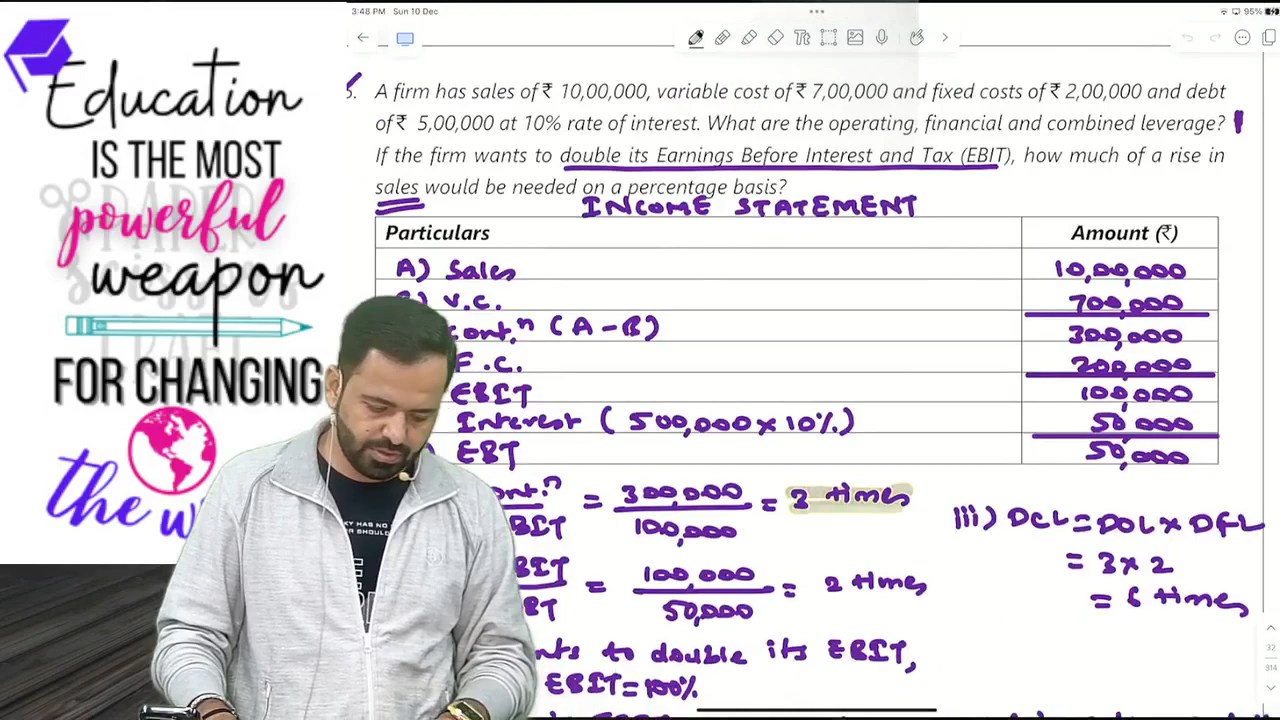 3:48 PM Sun 10 Dec
95%
Education
IS THE MOST
powerful
weapon
FOR CHANGING
the w
A firm has sales of ₹ 10,00,000, variable cost of ₹ 7,00,000 and fixed costs of ₹ 2,00,000 and debt
of ₹ 5,00,000 at 10% rate of interest. What are the operating, financial and combined leverage?
If the firm wants to double its Earnings Before Interest and Tax (EBIT), how much of a rise in
sales would be needed on a percentage basis?
INCOME STATEMENT
Particulars Amount (₹)
A) Sales 10,00,000
V.C. 700,000
cont.ⁿ (A-B) 300,000
F.C. 200,000
EBIT 100,000
Interest (500,000 x 10%) 50,000
EBT 50,000
cont.ⁿ / BIT = 300,000 / 100,000 = 3 times
BIT / BT = 100,000 / 50,000 = 2 times
iii) DCL = DOL x DFL
= 3 x 2
= 6 times
nts to double its EBIT,
EBIT = 100%
32
314